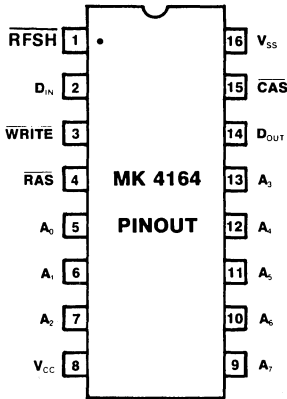 RFSH 1 16 VSS
DIN 2 15 CAS
WRITE 3 14 DOUT
RAS 4 MK 4164 13 A3
A0 5 PINOUT 12 A4
A1 6 11 A5
A2 7 10 A6
VCC 8 9 A7